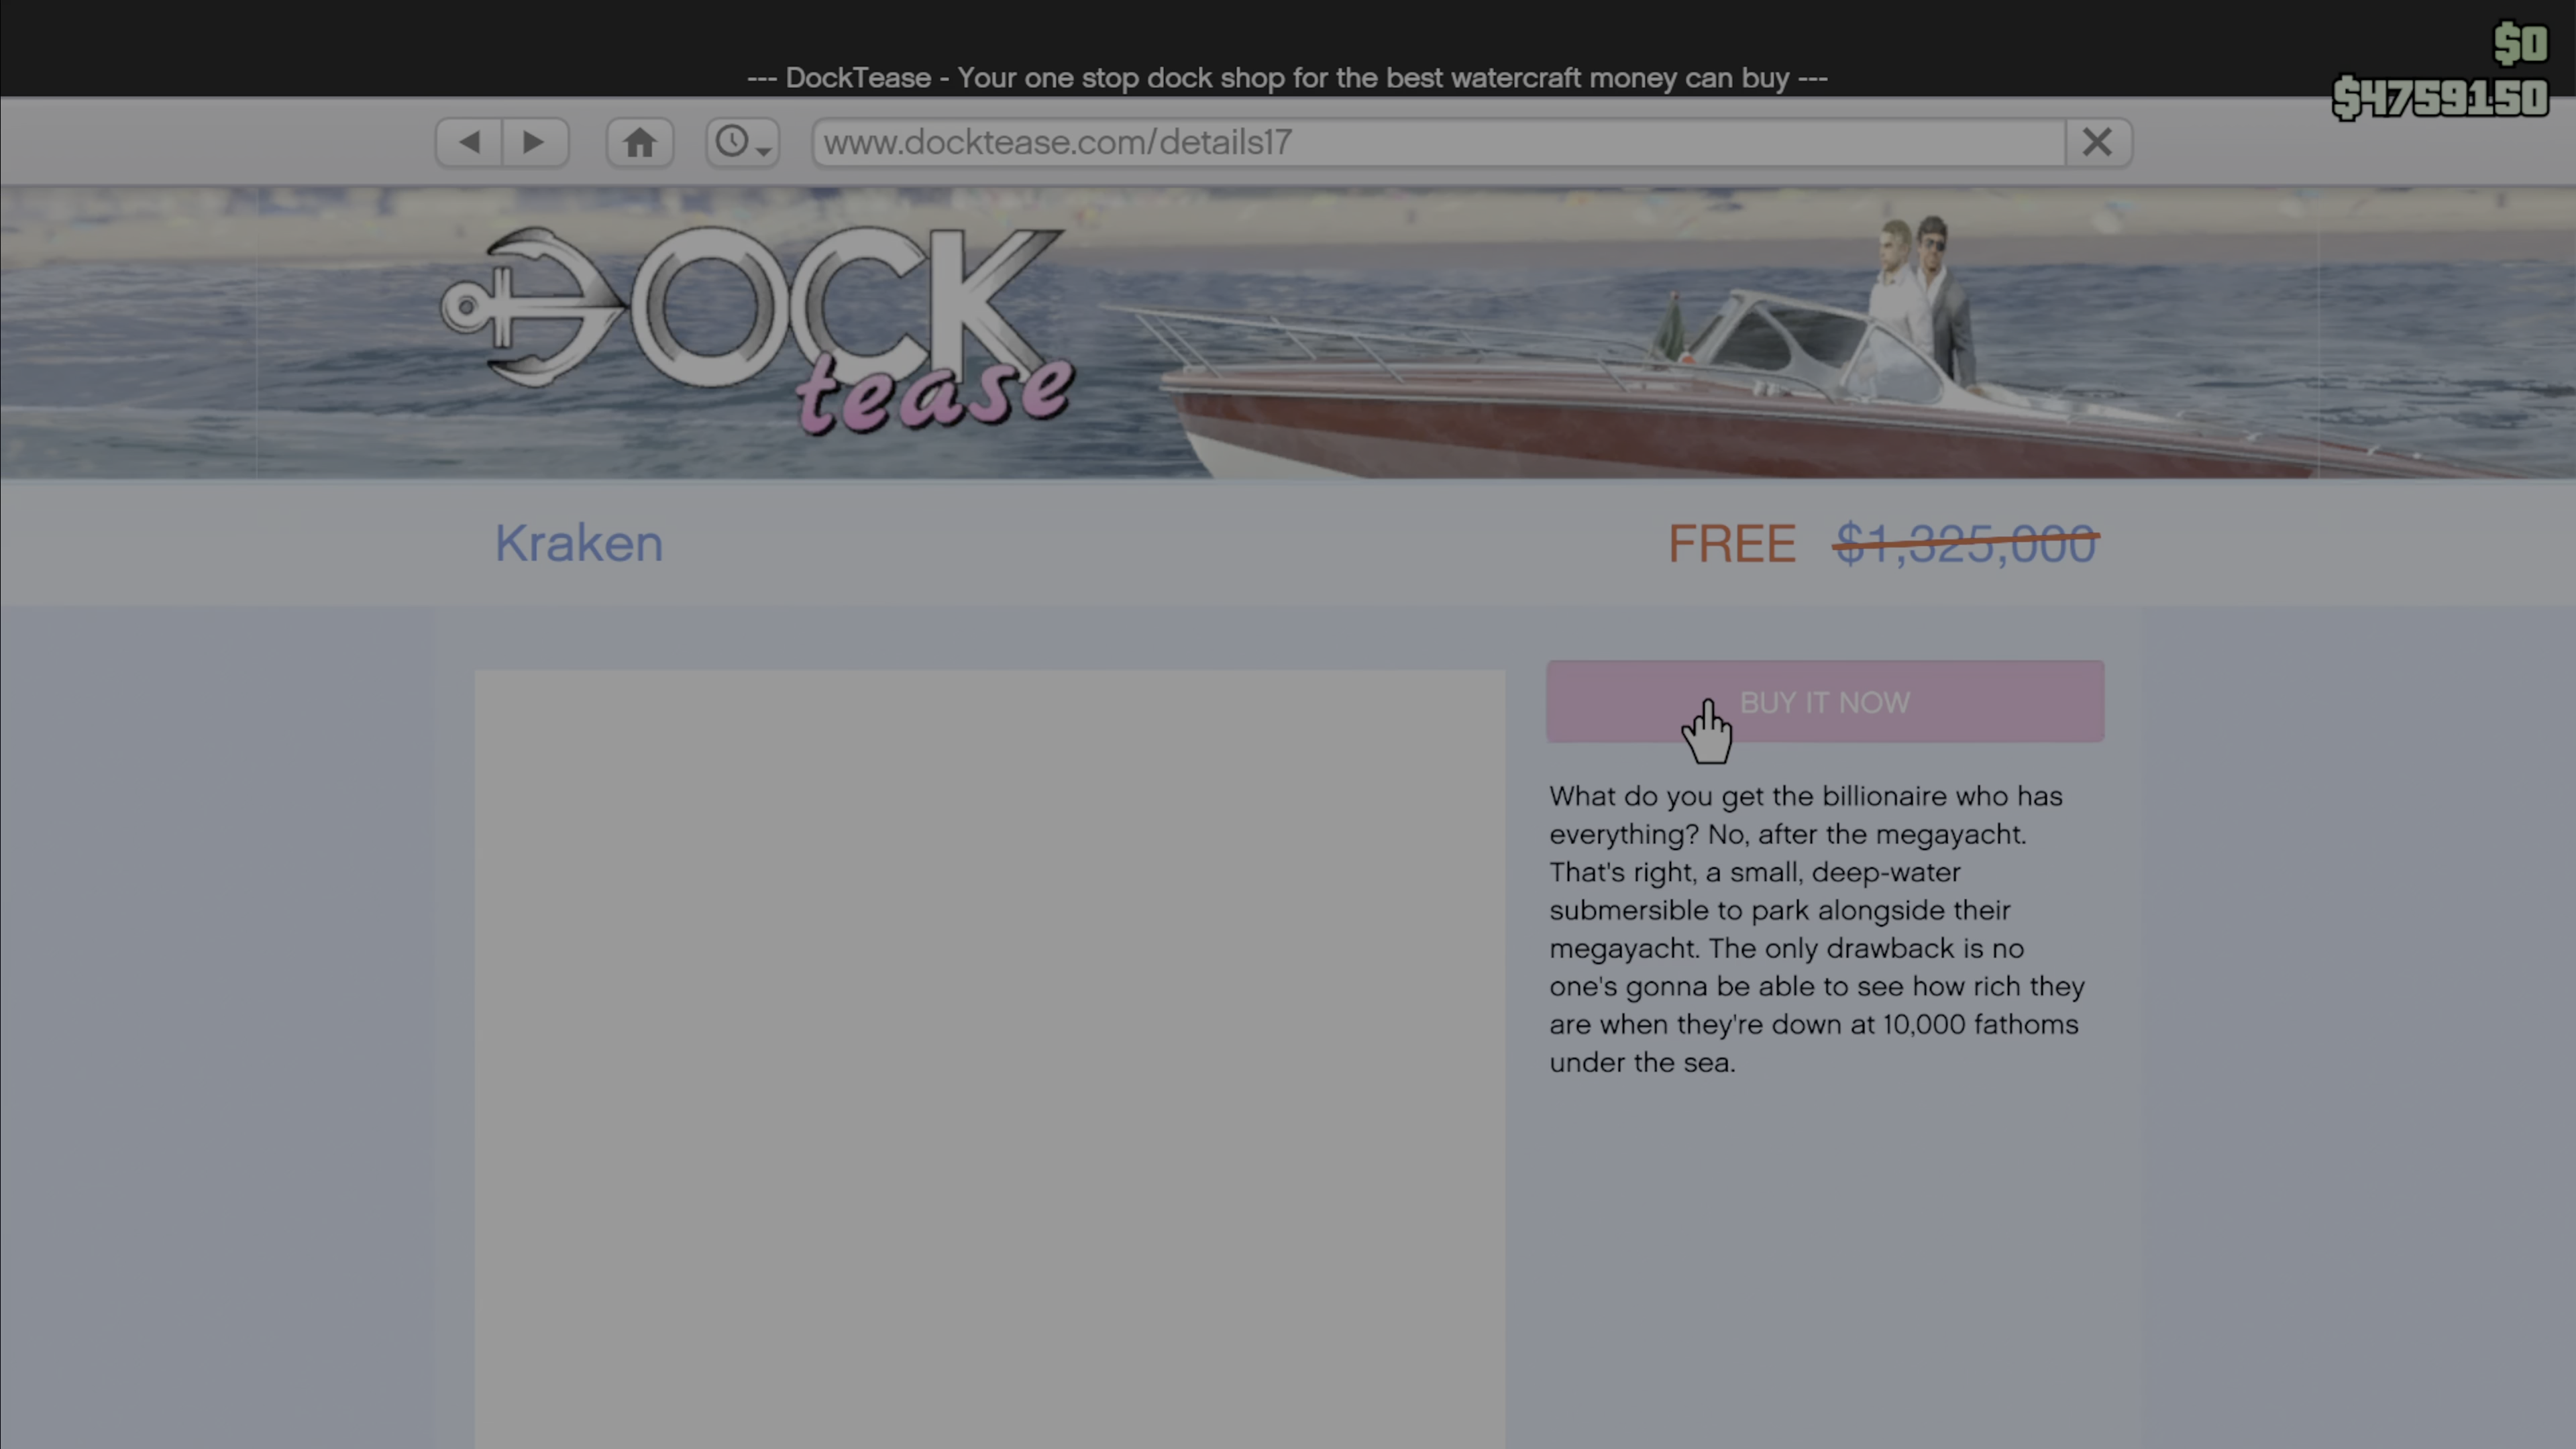 $0
--- DockTease - Your one stop dock shop for the best watercraft money can buy ---
$4759150
www.docktease.com/details17
DOCK
tease
Kraken
FREE $1,325,000
BUY IT NOW
What do you get the billionaire who has
everything? No, after the megayacht.
That's right, a small, deep-water
submersible to park alongside their
megayacht. The only drawback is no
one's gonna be able to see how rich they
are when they're down at 10,000 fathoms
under the sea.